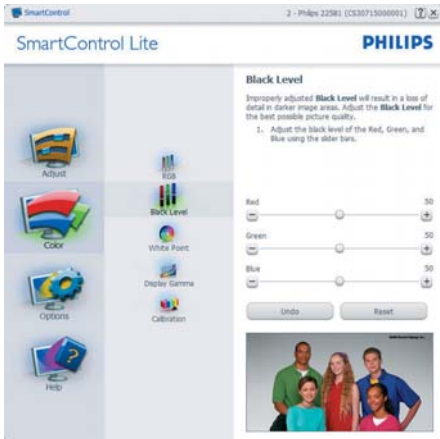 SmartControl
2 - Philips 225B1 (CS30715000001)
SmartControl Lite
PHILIPS
Adjust
Color
Options
Help
RGB
Black Level
White Point
Display Gamma
Calibration
Black Level
Improperly adjusted Black Level will result in a loss of
detail in darker image areas. Adjust the Black Level for
the best possible picture quality.
1. Adjust the black level of the Red, Green, and
Blue using the slider bars.
Red 50
Green 50
Blue 50
Undo
Reset